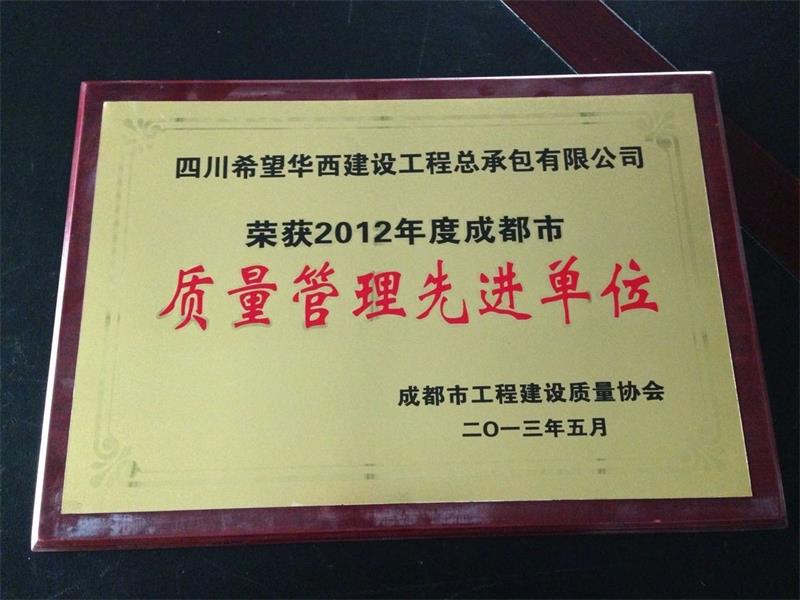 四川希望华西建设工程总承包有限公司
荣获2012年度成都市
质量管理先进单位
成都市工程建设质量协会
二〇一三年五月